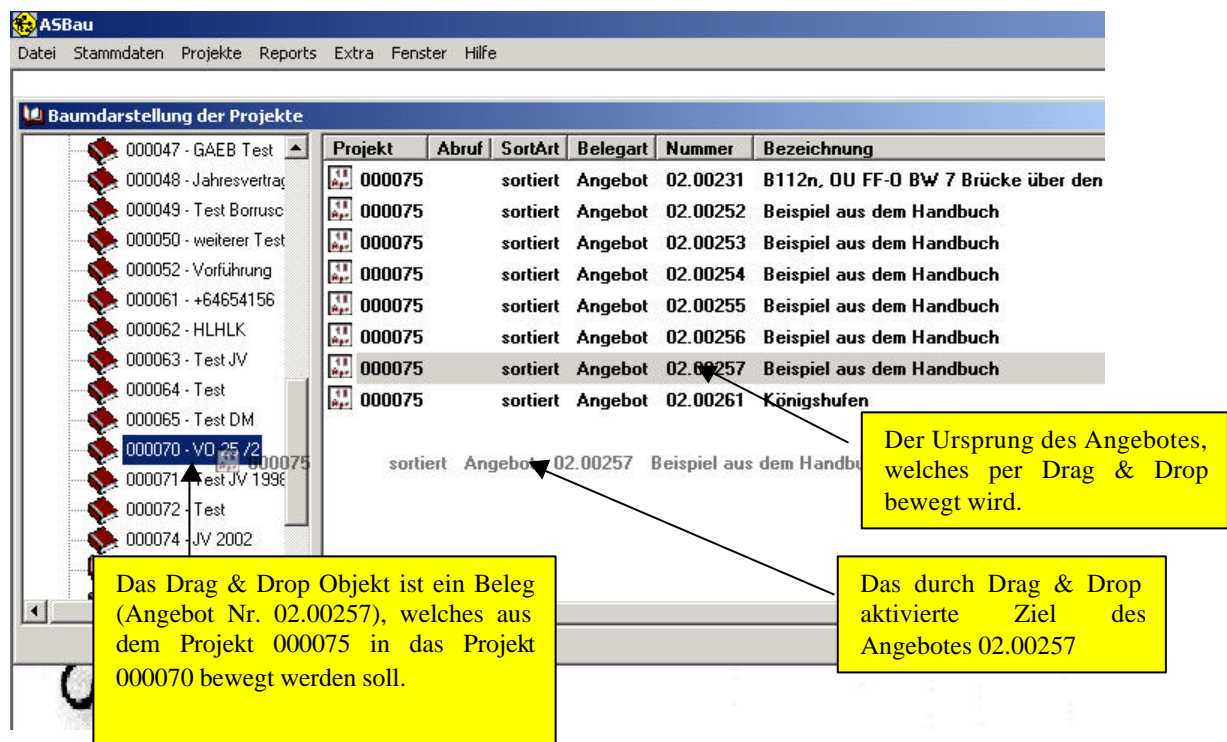 ASBau
Datei Stammdaten Projekte Reports Extra Fenster Hilfe
Baumdarstellung der Projekte
000047 - GAEB Test
000048 - Jahresvertrag
000049 - Test Borrusc
000050 - weiterer Test
000052 - Vorführung
000061 - +64654156
000062 - HLHLK
000063 - Test JV
000064 - Test
000065 - Test DM
000070 - VO 25 /2
000071 - Test JV 1998
000072 - Test
000074 - JV 2002
Projekt Abruf SortArt Belegart Nummer Bezeichnung
000075 sortiert Angebot 02.00231 B112n, OU FF-O BW 7 Brücke über den
000075 sortiert Angebot 02.00252 Beispiel aus dem Handbuch
000075 sortiert Angebot 02.00253 Beispiel aus dem Handbuch
000075 sortiert Angebot 02.00254 Beispiel aus dem Handbuch
000075 sortiert Angebot 02.00255 Beispiel aus dem Handbuch
000075 sortiert Angebot 02.00256 Beispiel aus dem Handbuch
000075 sortiert Angebot 02.00257 Beispiel aus dem Handbuch
000075 sortiert Angebot 02.00261 Königshufen
000075 sortiert Angebot 02.00257 Beispiel aus dem Handbu
Der Ursprung des Angebotes,
welches per Drag & Drop
bewegt wird.
Das Drag & Drop Objekt ist ein Beleg
(Angebot Nr. 02.00257), welches aus
dem Projekt 000075 in das Projekt
000070 bewegt werden soll.
Das durch Drag & Drop
aktivierte Ziel des
Angebotes 02.00257